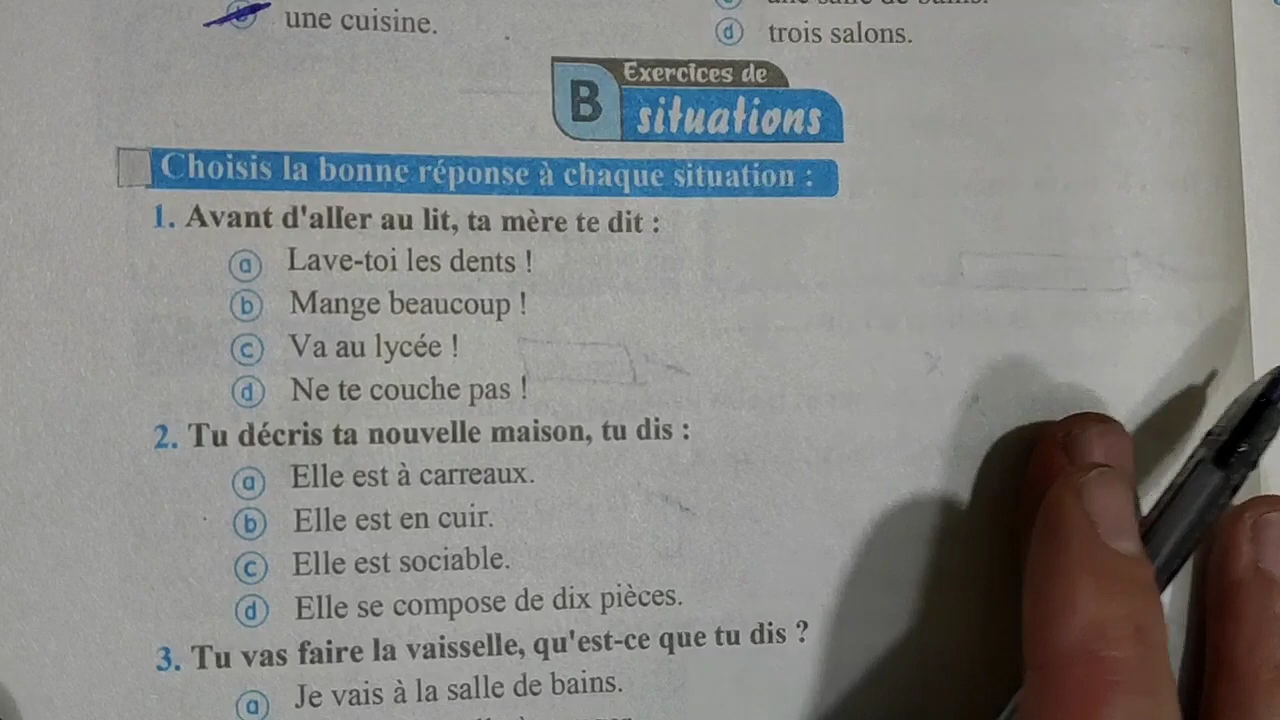 une cuisine.
d trois salons.
B Exercices de
situations
Choisis la bonne réponse à chaque situation :
1. Avant d'aller au lit, ta mère te dit :
a Lave-toi les dents !
b Mange beaucoup !
c Va au lycée !
d Ne te couche pas !
2. Tu décris ta nouvelle maison, tu dis :
a Elle est à carreaux.
b Elle est en cuir.
c Elle est sociable.
d Elle se compose de dix pièces.
3. Tu vas faire la vaisselle, qu'est-ce que tu dis ?
a Je vais à la salle de bains.